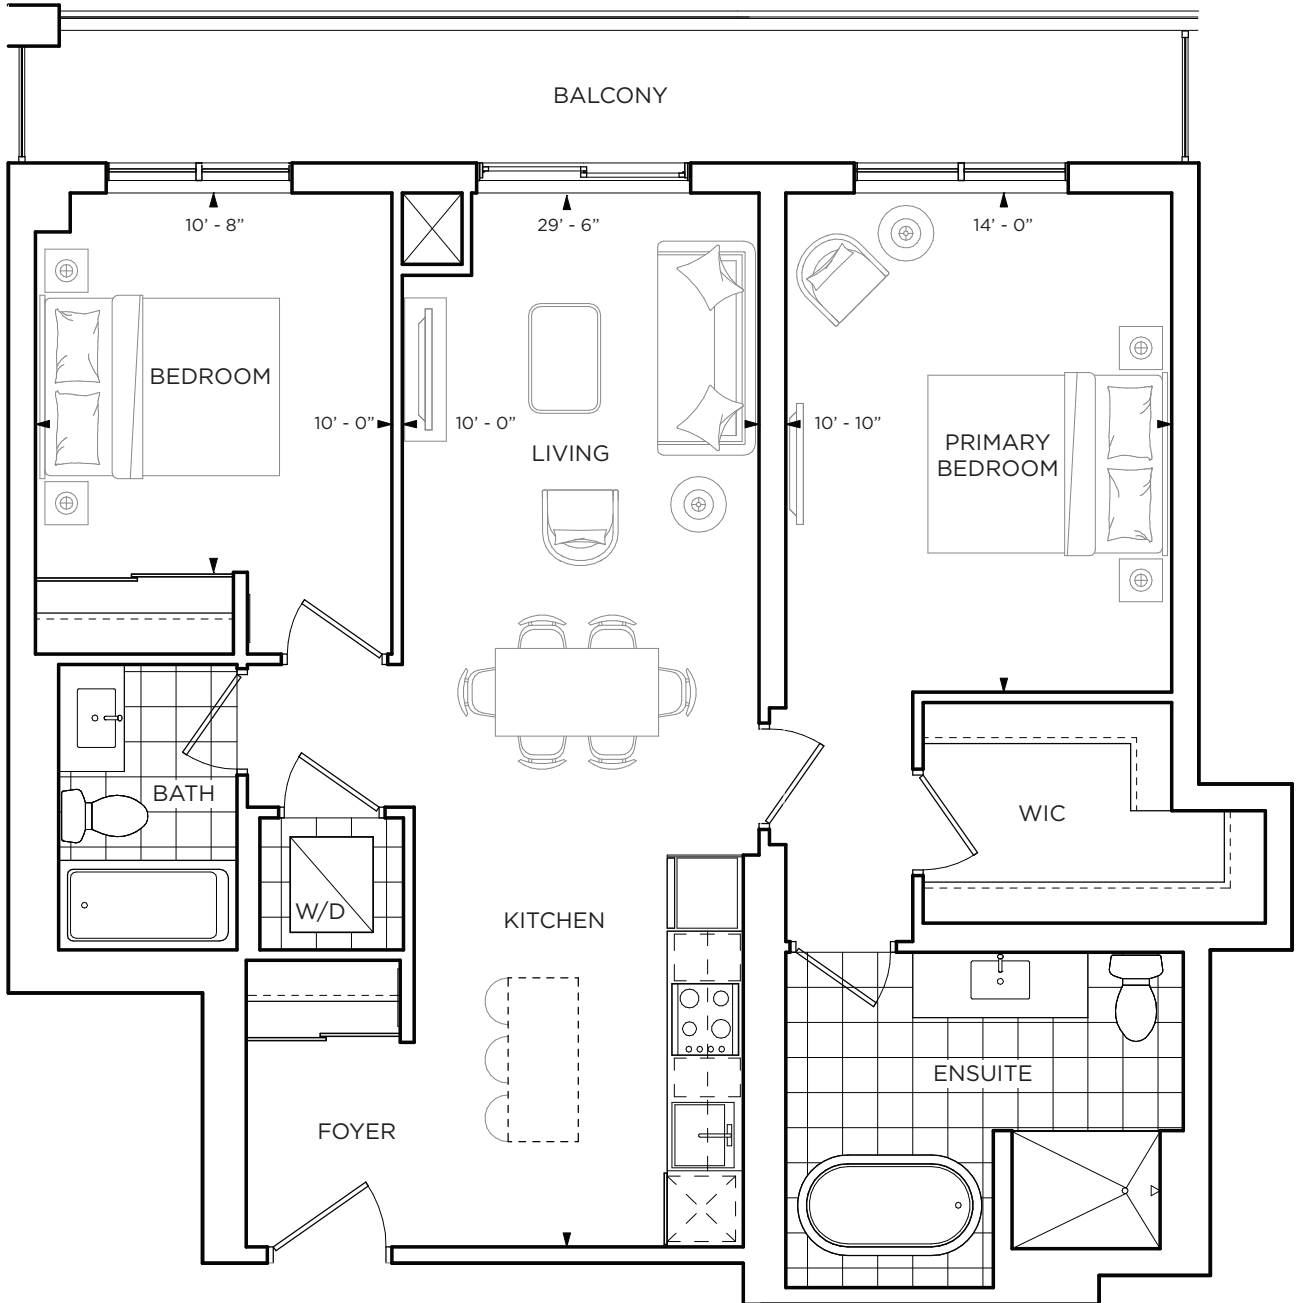 BALCONY
10' - 8"
29' - 6"
14' - 0"
BEDROOM
10' - 0"
10' - 0"
10' - 10"
LIVING
PRIMARY
BEDROOM
BATH
WIC
W/D
KITCHEN
ENSUITE
FOYER